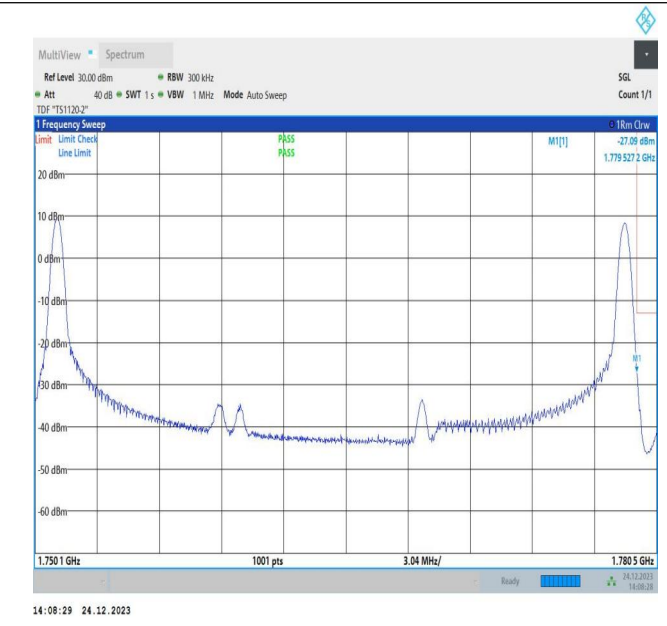 MultiView Spectrum
Ref Level 30.00 dBm RBW 300 kHz SGL
Att 40 dB SWT 1 s VBW 1 MHz Mode Auto Sweep Count 1/1
TDF "TS1120-2"
1 Frequency Sweep 1Rm Clrw
Limit Limit Check PASS M1[1] -27.09 dBm
Line Limit PASS 1.779 527 2 GHz
20 dBm
10 dBm
0 dBm
-10 dBm
-20 dBm
M1
-30 dBm
-40 dBm
-50 dBm
-60 dBm
1.750 1 GHz 1001 pts 3.04 MHz/ 1.780 5 GHz
Ready 24.12.2023
14:08:28
14:08:29 24.12.2023